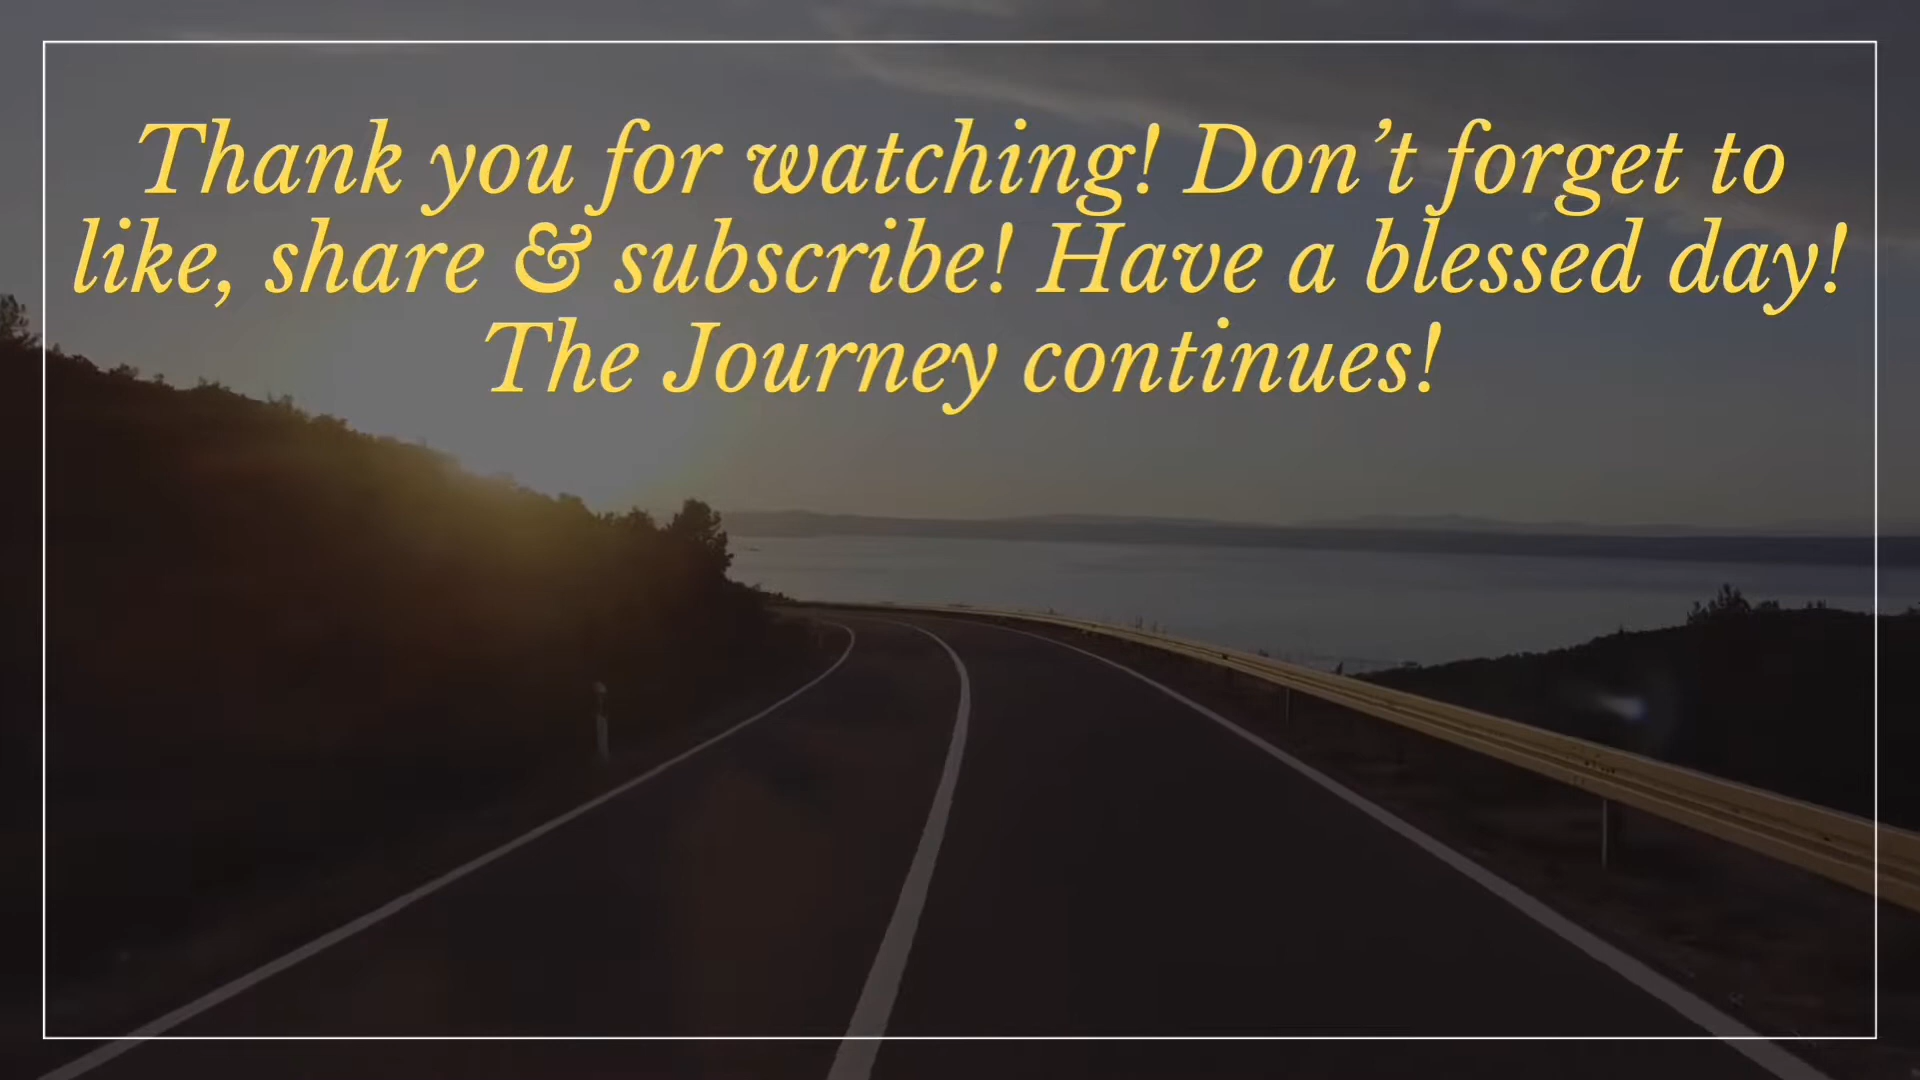 Thank you for watching! Don’t forget to
like, share & subscribe! Have a blessed day!
The Journey continues!